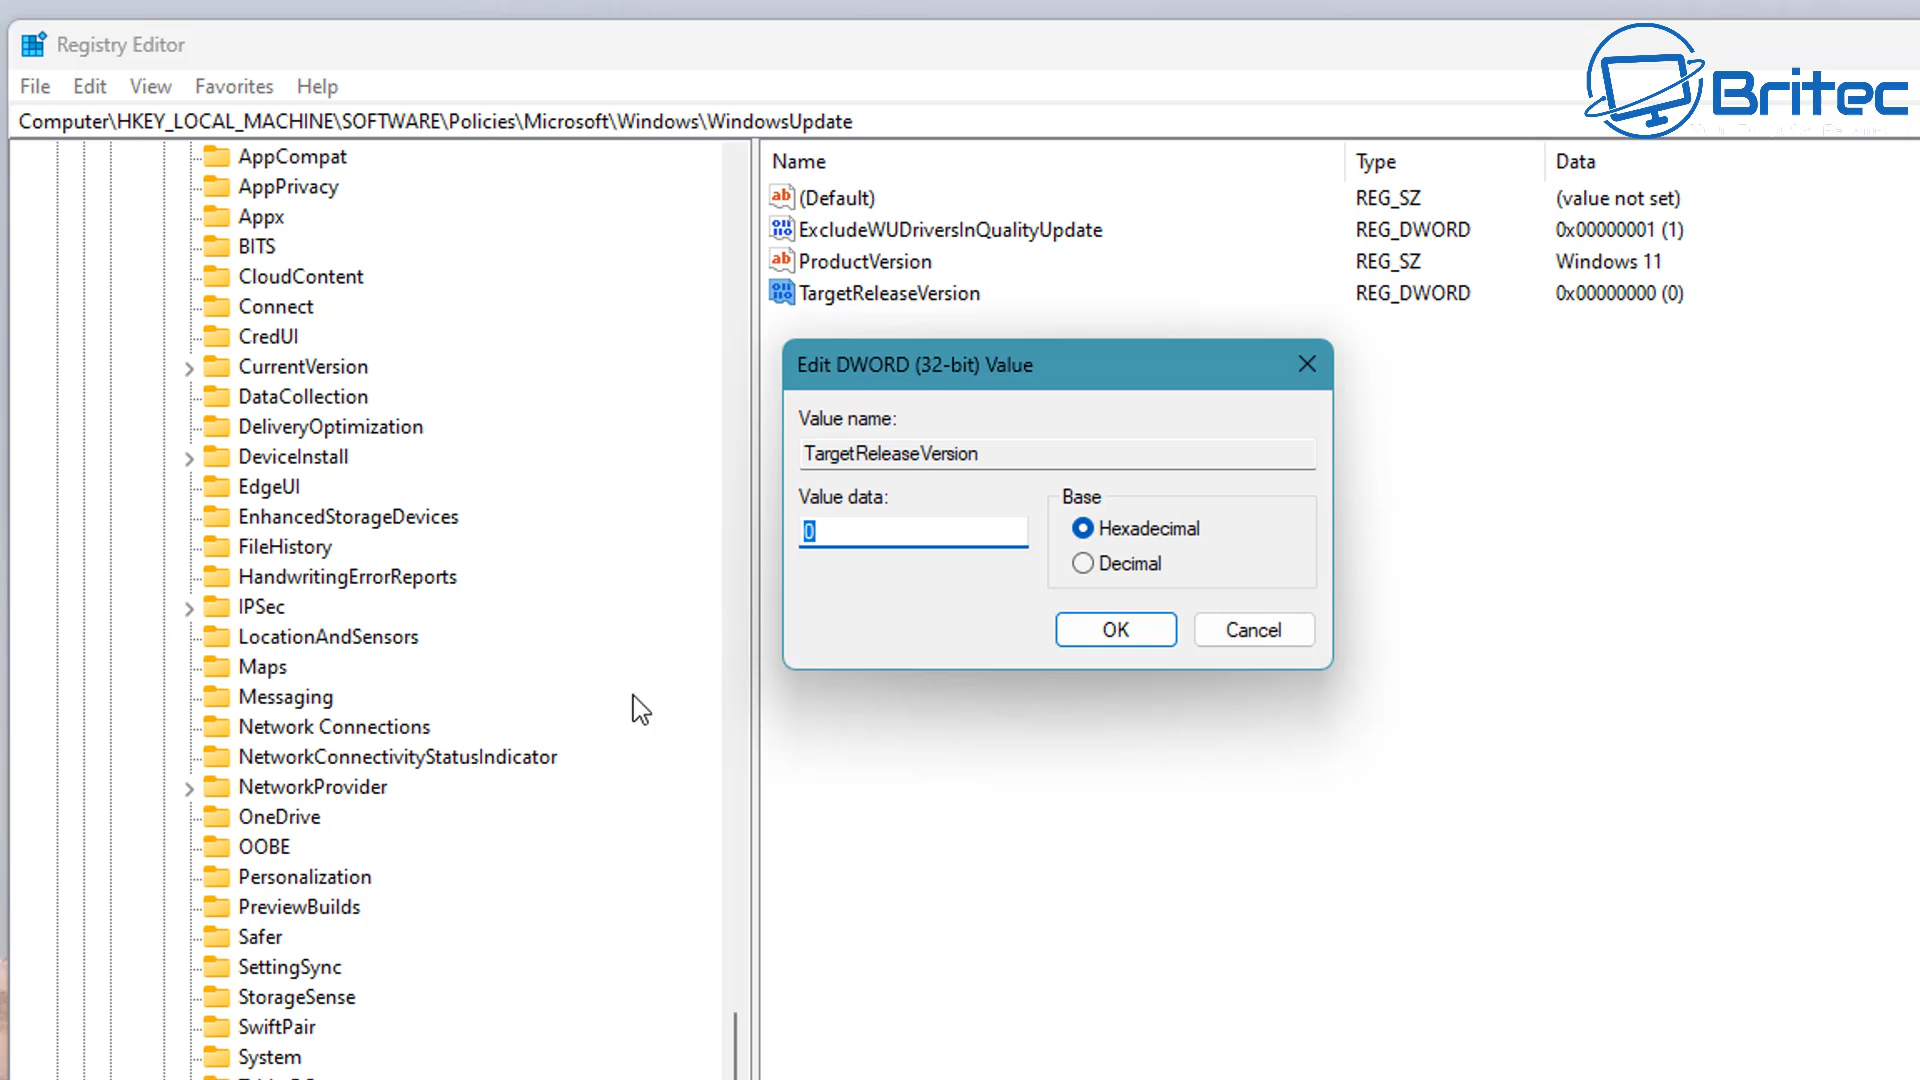 Registry Editor
File Edit View Favorites Help
Computer\HKEY_LOCAL_MACHINE\SOFTWARE\Policies\Microsoft\Windows\WindowsUpdate
Britec
AppCompat
AppPrivacy
Appx
BITS
CloudContent
Connect
CredUI
CurrentVersion
DataCollection
DeliveryOptimization
DeviceInstall
EdgeUI
EnhancedStorageDevices
FileHistory
HandwritingErrorReports
IPSec
LocationAndSensors
Maps
Messaging
Network Connections
NetworkConnectivityStatusIndicator
NetworkProvider
OneDrive
OOBE
Personalization
PreviewBuilds
Safer
SettingSync
StorageSense
SwiftPair
System
Name Type Data
(Default) REG_SZ (value not set)
ExcludeWUDriversInQualityUpdate REG_DWORD 0x00000001 (1)
ProductVersion REG_SZ Windows 11
TargetReleaseVersion REG_DWORD 0x00000000 (0)
Edit DWORD (32-bit) Value
Value name:
TargetReleaseVersion
Value data:
0
Base
Hexadecimal
Decimal
OK Cancel